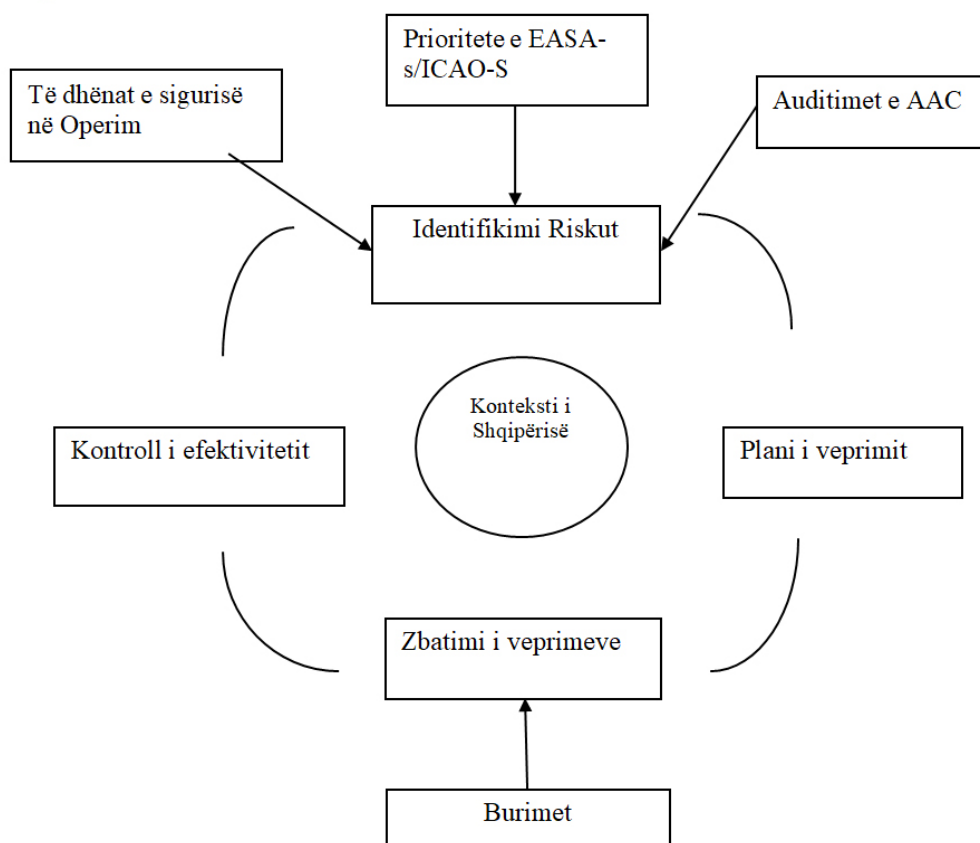 Prioritete e EASA-
s/ICAO-S
Të dhënat e sigurisë
në Operim
Auditimet e AAC
Identifikimi Riskut
Konteksti i
Shqipërisë
Kontroll i efektivitetit
Plani i veprimit
Zbatimi i veprimeve
Burimet